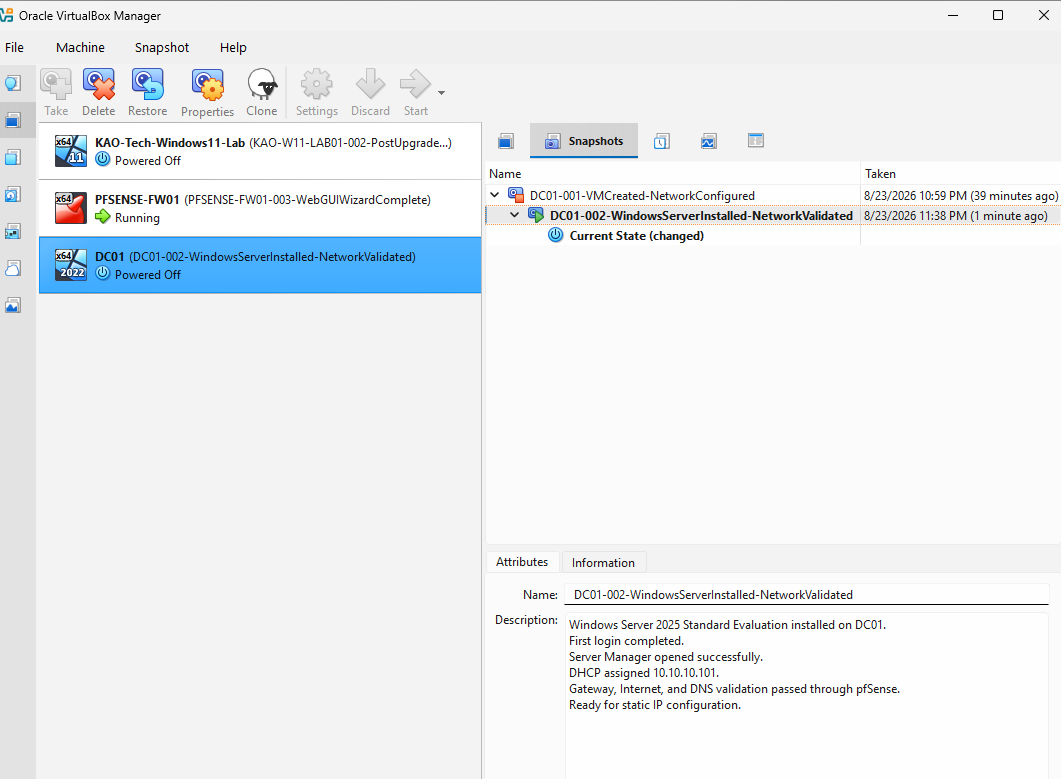 Oracle VirtualBox Manager
File Machine Snapshot Help
Take Delete Restore Properties Clone Settings Discard Start
x64 11 KAO-Tech-Windows11-Lab (KAO-W11-LAB01-002-PostUpgrade...)
Powered Off
x64 PFSENSE-FW01 (PFSENSE-FW01-003-WebGUIWizardComplete)
Running
x64 2022 DC01 (DC01-002-WindowsServerInstalled-NetworkValidated)
Powered Off
Snapshots
Name Taken
DC01-001-VMCreated-NetworkConfigured 8/23/2026 10:59 PM (39 minutes ago)
DC01-002-WindowsServerInstalled-NetworkValidated 8/23/2026 11:38 PM (1 minute ago)
Current State (changed)
Attributes Information
Name: DC01-002-WindowsServerInstalled-NetworkValidated
Description: Windows Server 2025 Standard Evaluation installed on DC01.
First login completed.
Server Manager opened successfully.
DHCP assigned 10.10.10.101.
Gateway, Internet, and DNS validation passed through pfSense.
Ready for static IP configuration.